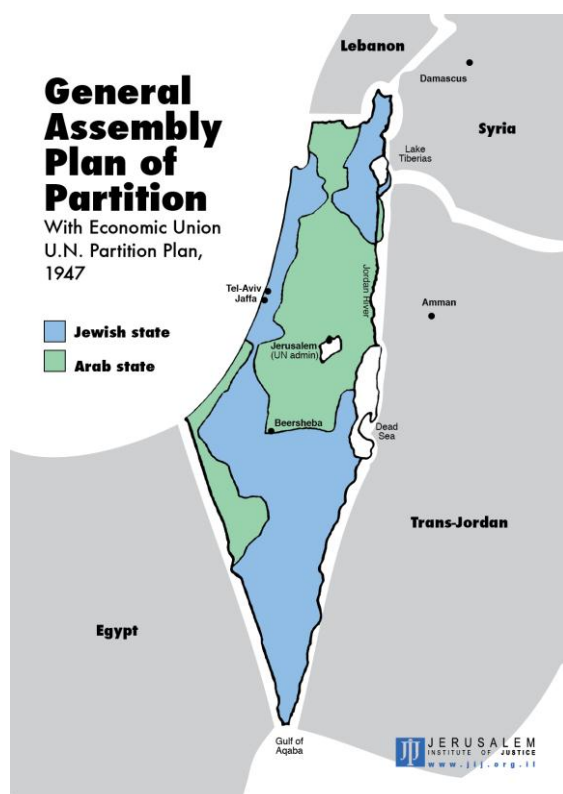 General
Assembly
Plan of
Partition
With Economic Union
U.N. Partition Plan,
1947
Jewish state
Arab state
Lebanon
Damascus
Syria
Lake
Tiberias
Tel-Aviv
Jaffa
Jordan River
Amman
Jerusalem
(UN admin)
Beersheba
Dead
Sea
Trans-Jordan
Egypt
Gulf of
Aqaba
JERUSALEM
INSTITUTE OF JUSTICE
www.jij.org.il